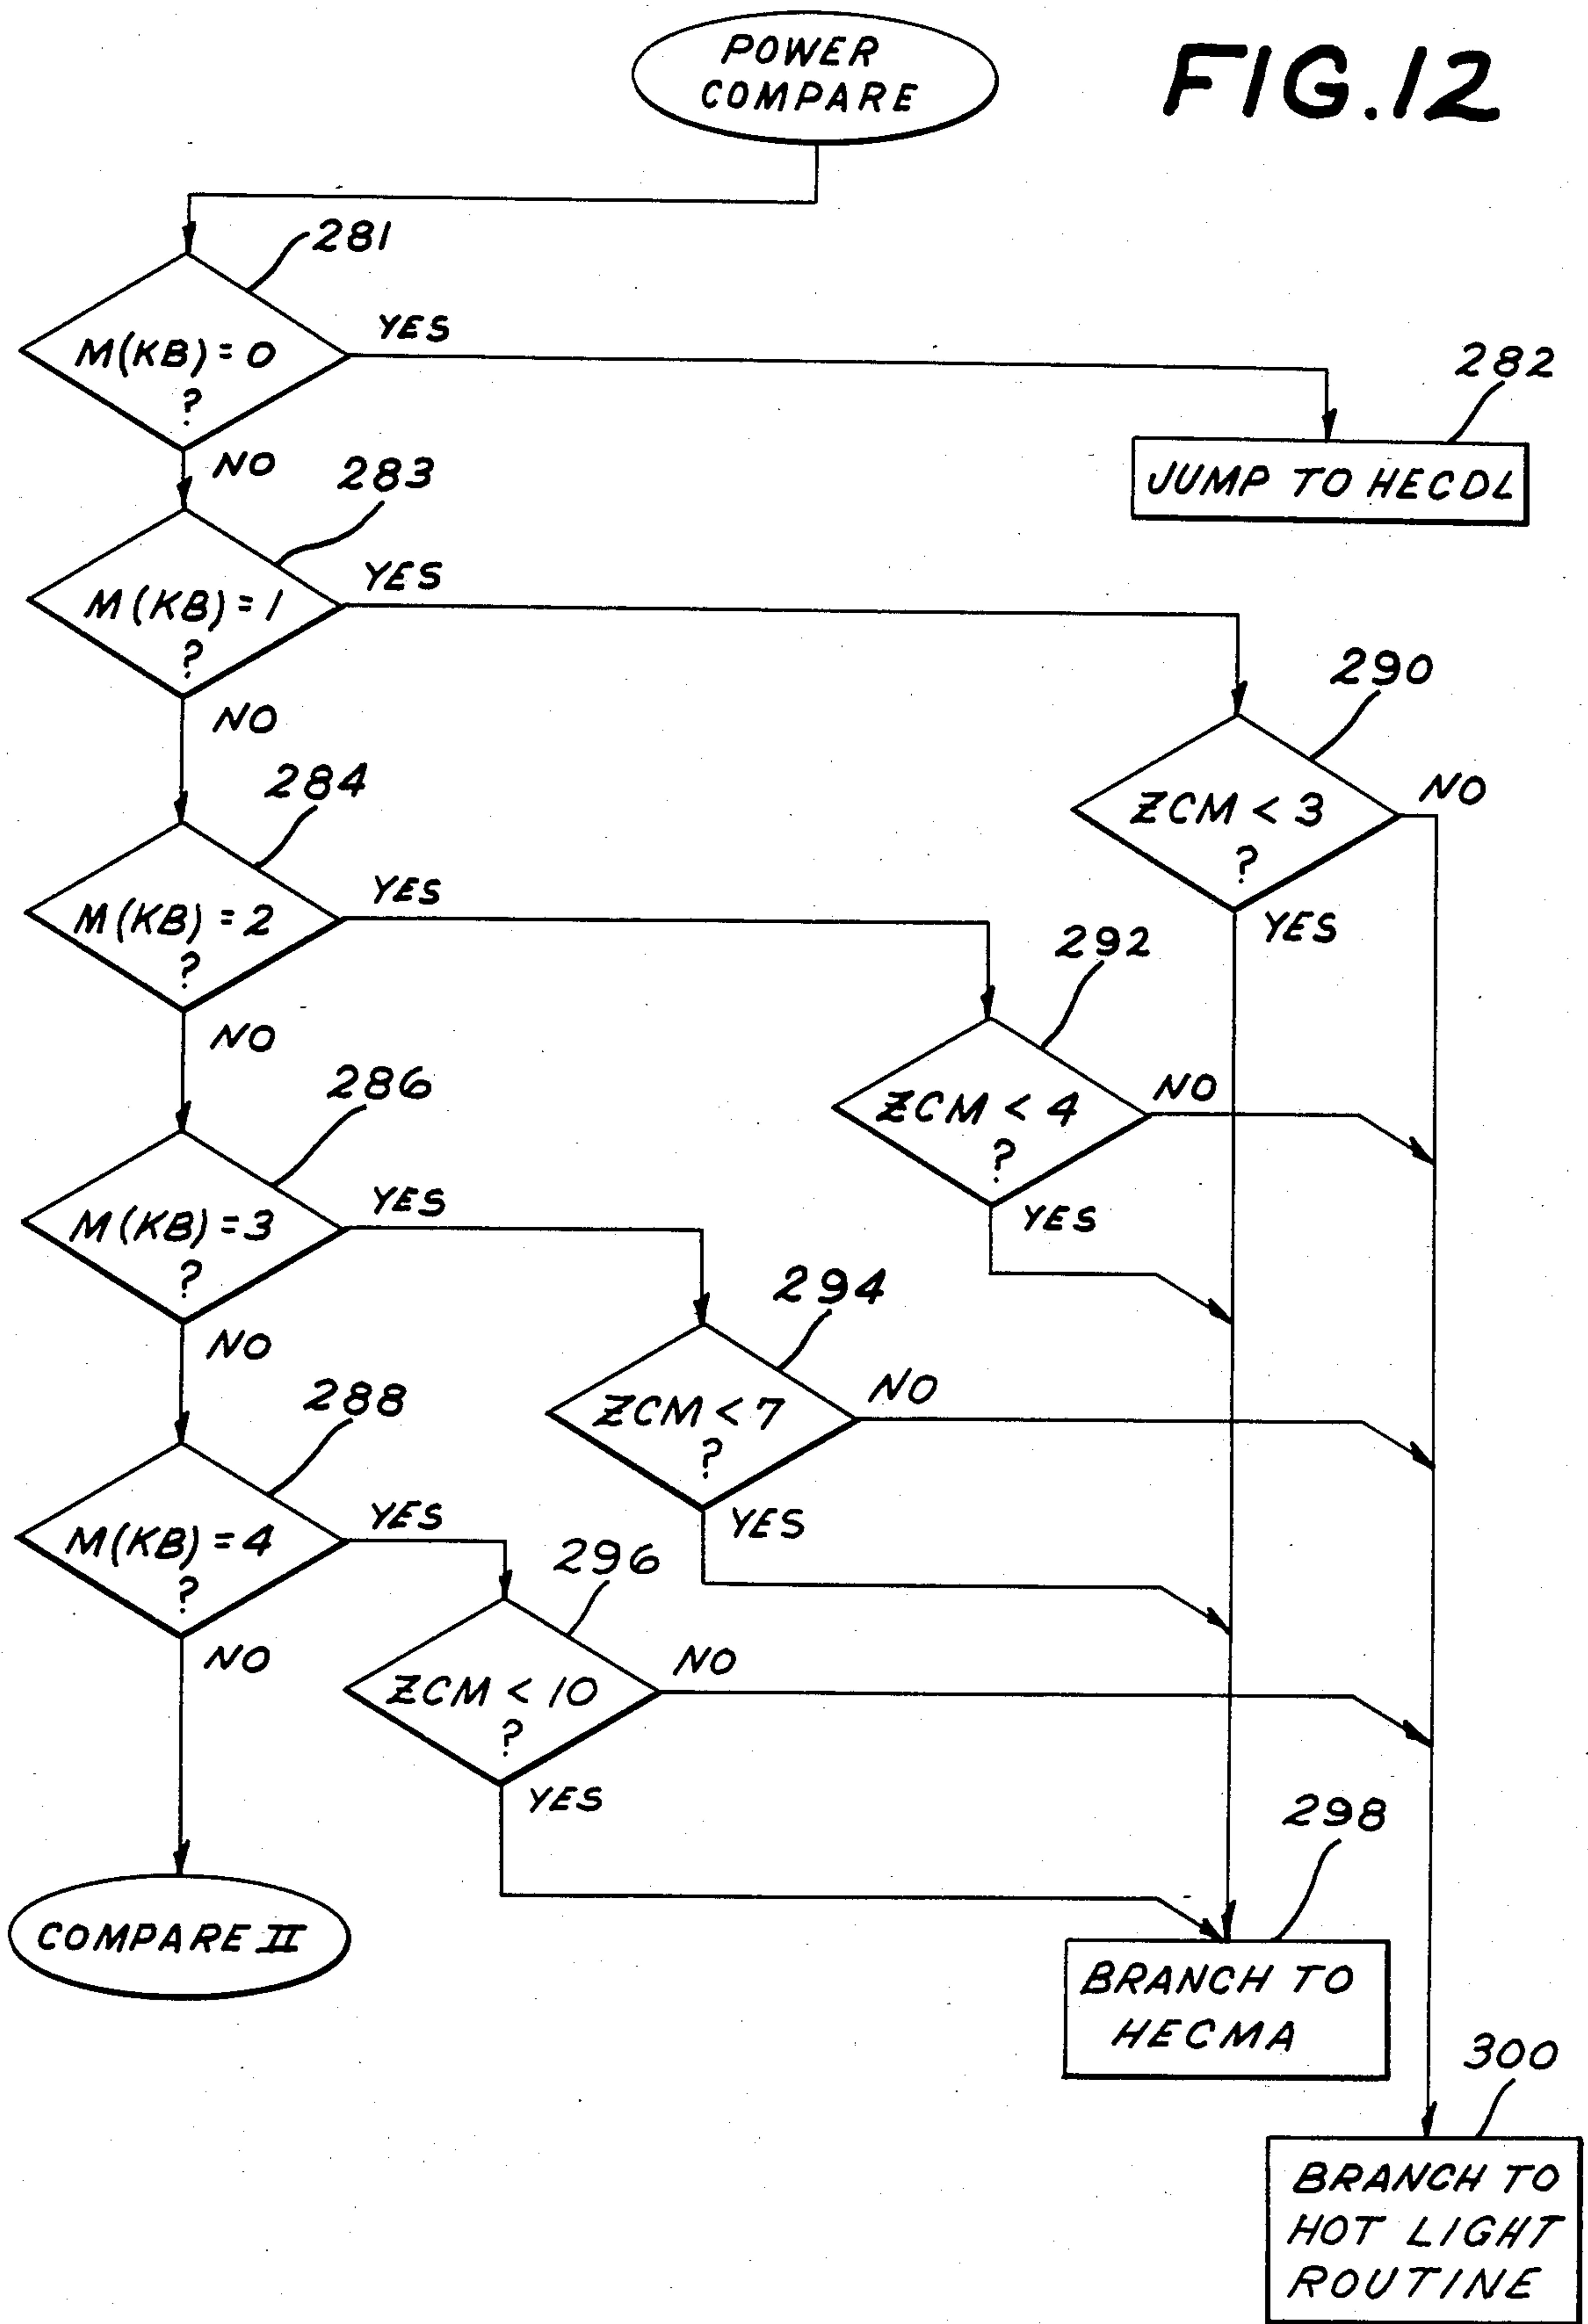 POWER
COMPARE
FIG.12
281
M(KB)=0
?
YES
NO
282
JUMP TO HECDL
283
M(KB)=1
?
YES
NO
290
ZCM < 3
?
NO
YES
284
M(KB)=2
?
YES
NO
292
ZCM < 4
?
NO
YES
286
M(KB)=3
?
YES
NO
294
ZCM < 7
?
NO
YES
288
M(KB)=4
?
YES
NO
296
ZCM < 10
?
NO
YES
COMPARE II
298
BRANCH TO
HECMA
300
BRANCH TO
HOT LIGHT
ROUTINE